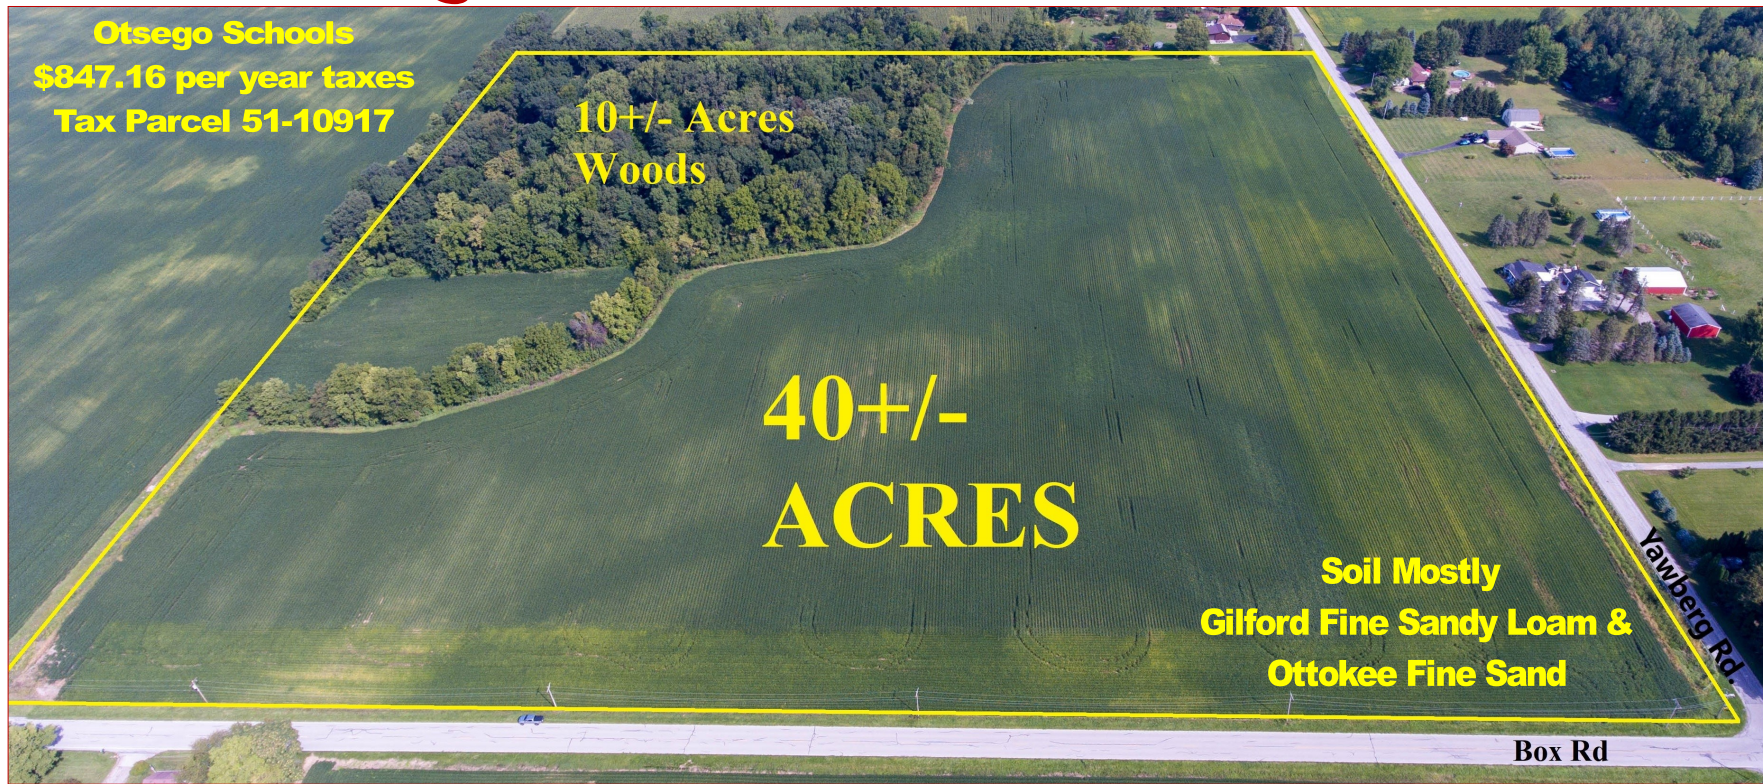 Otsego Schools
$847.16 per year taxes
Tax Parcel 51-10917
10+/- Acres
Woods
40+/-
ACRES
Soil Mostly
Gilford Fine Sandy Loam &
Ottokee Fine Sand
Yawberg Rd.
Box Rd